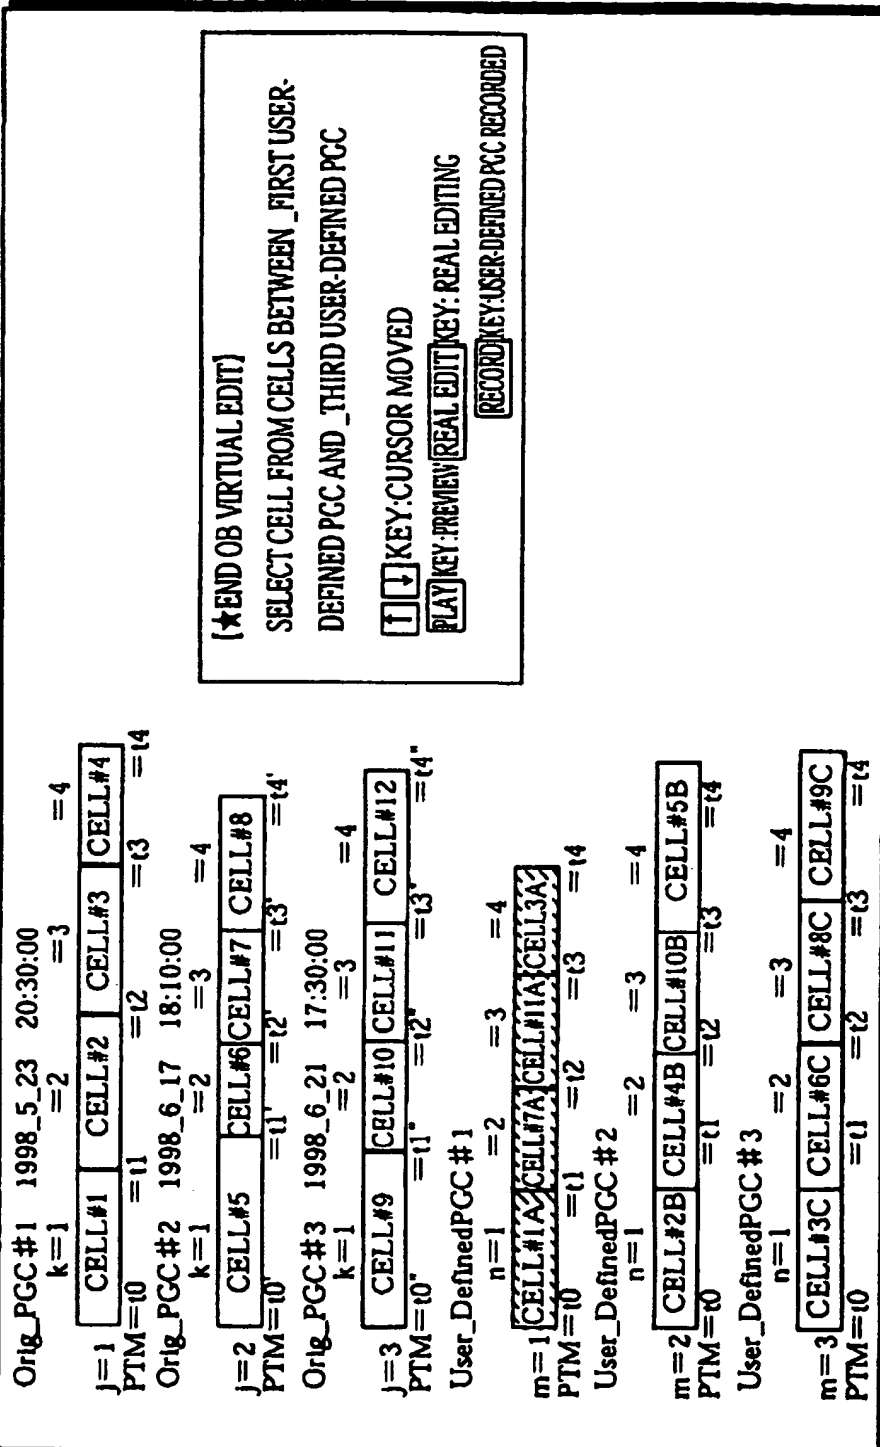 Orig_PGC#1 1998_5_23 20:30:00
k=1 =2 =3 =4
j=1 CELL#1 CELL#2 CELL#3 CELL#4
PTM=t0 =t1 =t2 =t3 =t4
Orig_PGC#2 1998_6_17 18:10:00
k=1 =2 =3 =4
j=2 CELL#5 CELL#6 CELL#7 CELL#8
PTM=t0' =t1' =t2' =t3' =t4'
Orig_PGC#3 1998_6_21 17:30:00
k=1 =2 =3 =4
j=3 CELL#9 CELL#10 CELL#11 CELL#12
PTM=t0" =t1" =t2" =t3" =t4"
User_DefinedPGC#1
n=1 =2 =3 =4
m=1 CELL#1A CELL#7A CELL#11A CELL3A
PTM=t0 =t1 =t2 =t3 =t4
User_DefinedPGC#2
n=1 =2 =3 =4
m=2 CELL#2B CELL#4B CELL#10B CELL#5B
PTM=t0 =t1 =t2 =t3 =t4
User_DefinedPGC#3
n=1 =2 =3 =4
m=3 CELL#3C CELL#6C CELL#8C CELL#9C
PTM=t0 =t1 =t2 =t3 =t4
[★END OB VIRTUAL EDIT]
SELECT CELL FROM CELLS BETWEEN _FIRST USER-
DEFINED PGC AND _THIRD USER-DEFINED PGC
↑ ↓ KEY:CURSOR MOVED
PLAY KEY:PREVIEW REAL EDIT KEY: REAL EDITING
RECORD KEY:USER-DEFINED PGC RECORDED